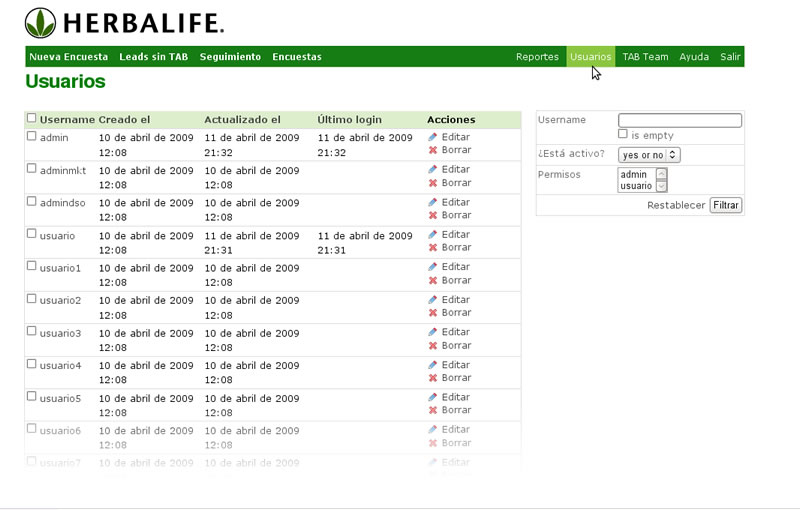 HERBALIFE.
Nueva Encuesta Leads sin TAB Seguimiento Encuestas Reportes Usuarios TAB Team Ayuda Salir
Usuarios
Username Creado el Actualizado el Último login Acciones
admin 10 de abril de 2009 11 de abril de 2009 11 de abril de 2009 Editar
12:08 21:32 21:32 Borrar
adminmkt 10 de abril de 2009 10 de abril de 2009 Editar
12:08 12:08 Borrar
admindso 10 de abril de 2009 10 de abril de 2009 Editar
12:08 12:08 Borrar
usuario 10 de abril de 2009 11 de abril de 2009 11 de abril de 2009 Editar
12:08 21:31 21:31 Borrar
usuario1 10 de abril de 2009 10 de abril de 2009 Editar
12:08 12:08 Borrar
usuario2 10 de abril de 2009 10 de abril de 2009 Editar
12:08 12:08 Borrar
usuario3 10 de abril de 2009 10 de abril de 2009 Editar
12:08 12:08 Borrar
usuario4 10 de abril de 2009 10 de abril de 2009 Editar
12:08 12:08 Borrar
usuario5 10 de abril de 2009 10 de abril de 2009 Editar
12:08 12:08 Borrar
usuario6 10 de abril de 2009 10 de abril de 2009 Editar
12:08 12:08 Borrar
usuario7 10 de abril de 2009 10 de abril de 2009 Editar
Username
is empty
¿Está activo? yes or no
Permisos admin
usuario
Restablecer Filtrar